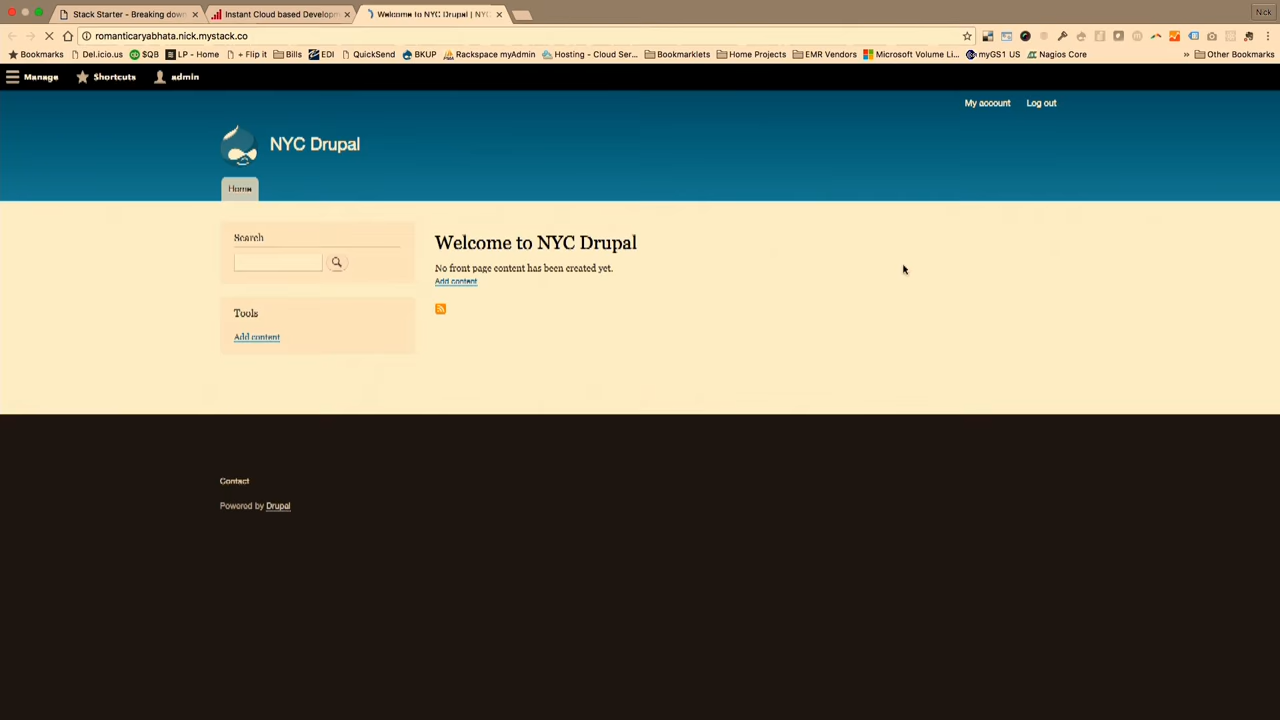 Stack Starter - Breaking dow
Instant Cloud based Developm
Welcome to NYC Drupal | NYC
Nick
romanticaryabhata.nick.mystack.co
Bookmarks Del.icio.us $QB LP - Home + Flip it Bills EDI QuickSend BKUP Rackspace myAdmin Hosting - Cloud Ser... Bookmarklets Home Projects EMR Vendors Microsoft Volume Li... myGS1 US Nagios Core » Other Bookmarks
Manage Shortcuts admin
My account Log out
NYC Drupal
Home
Search
Tools
Add content
Welcome to NYC Drupal
No front page content has been created yet.
Add content
Contact
Powered by Drupal